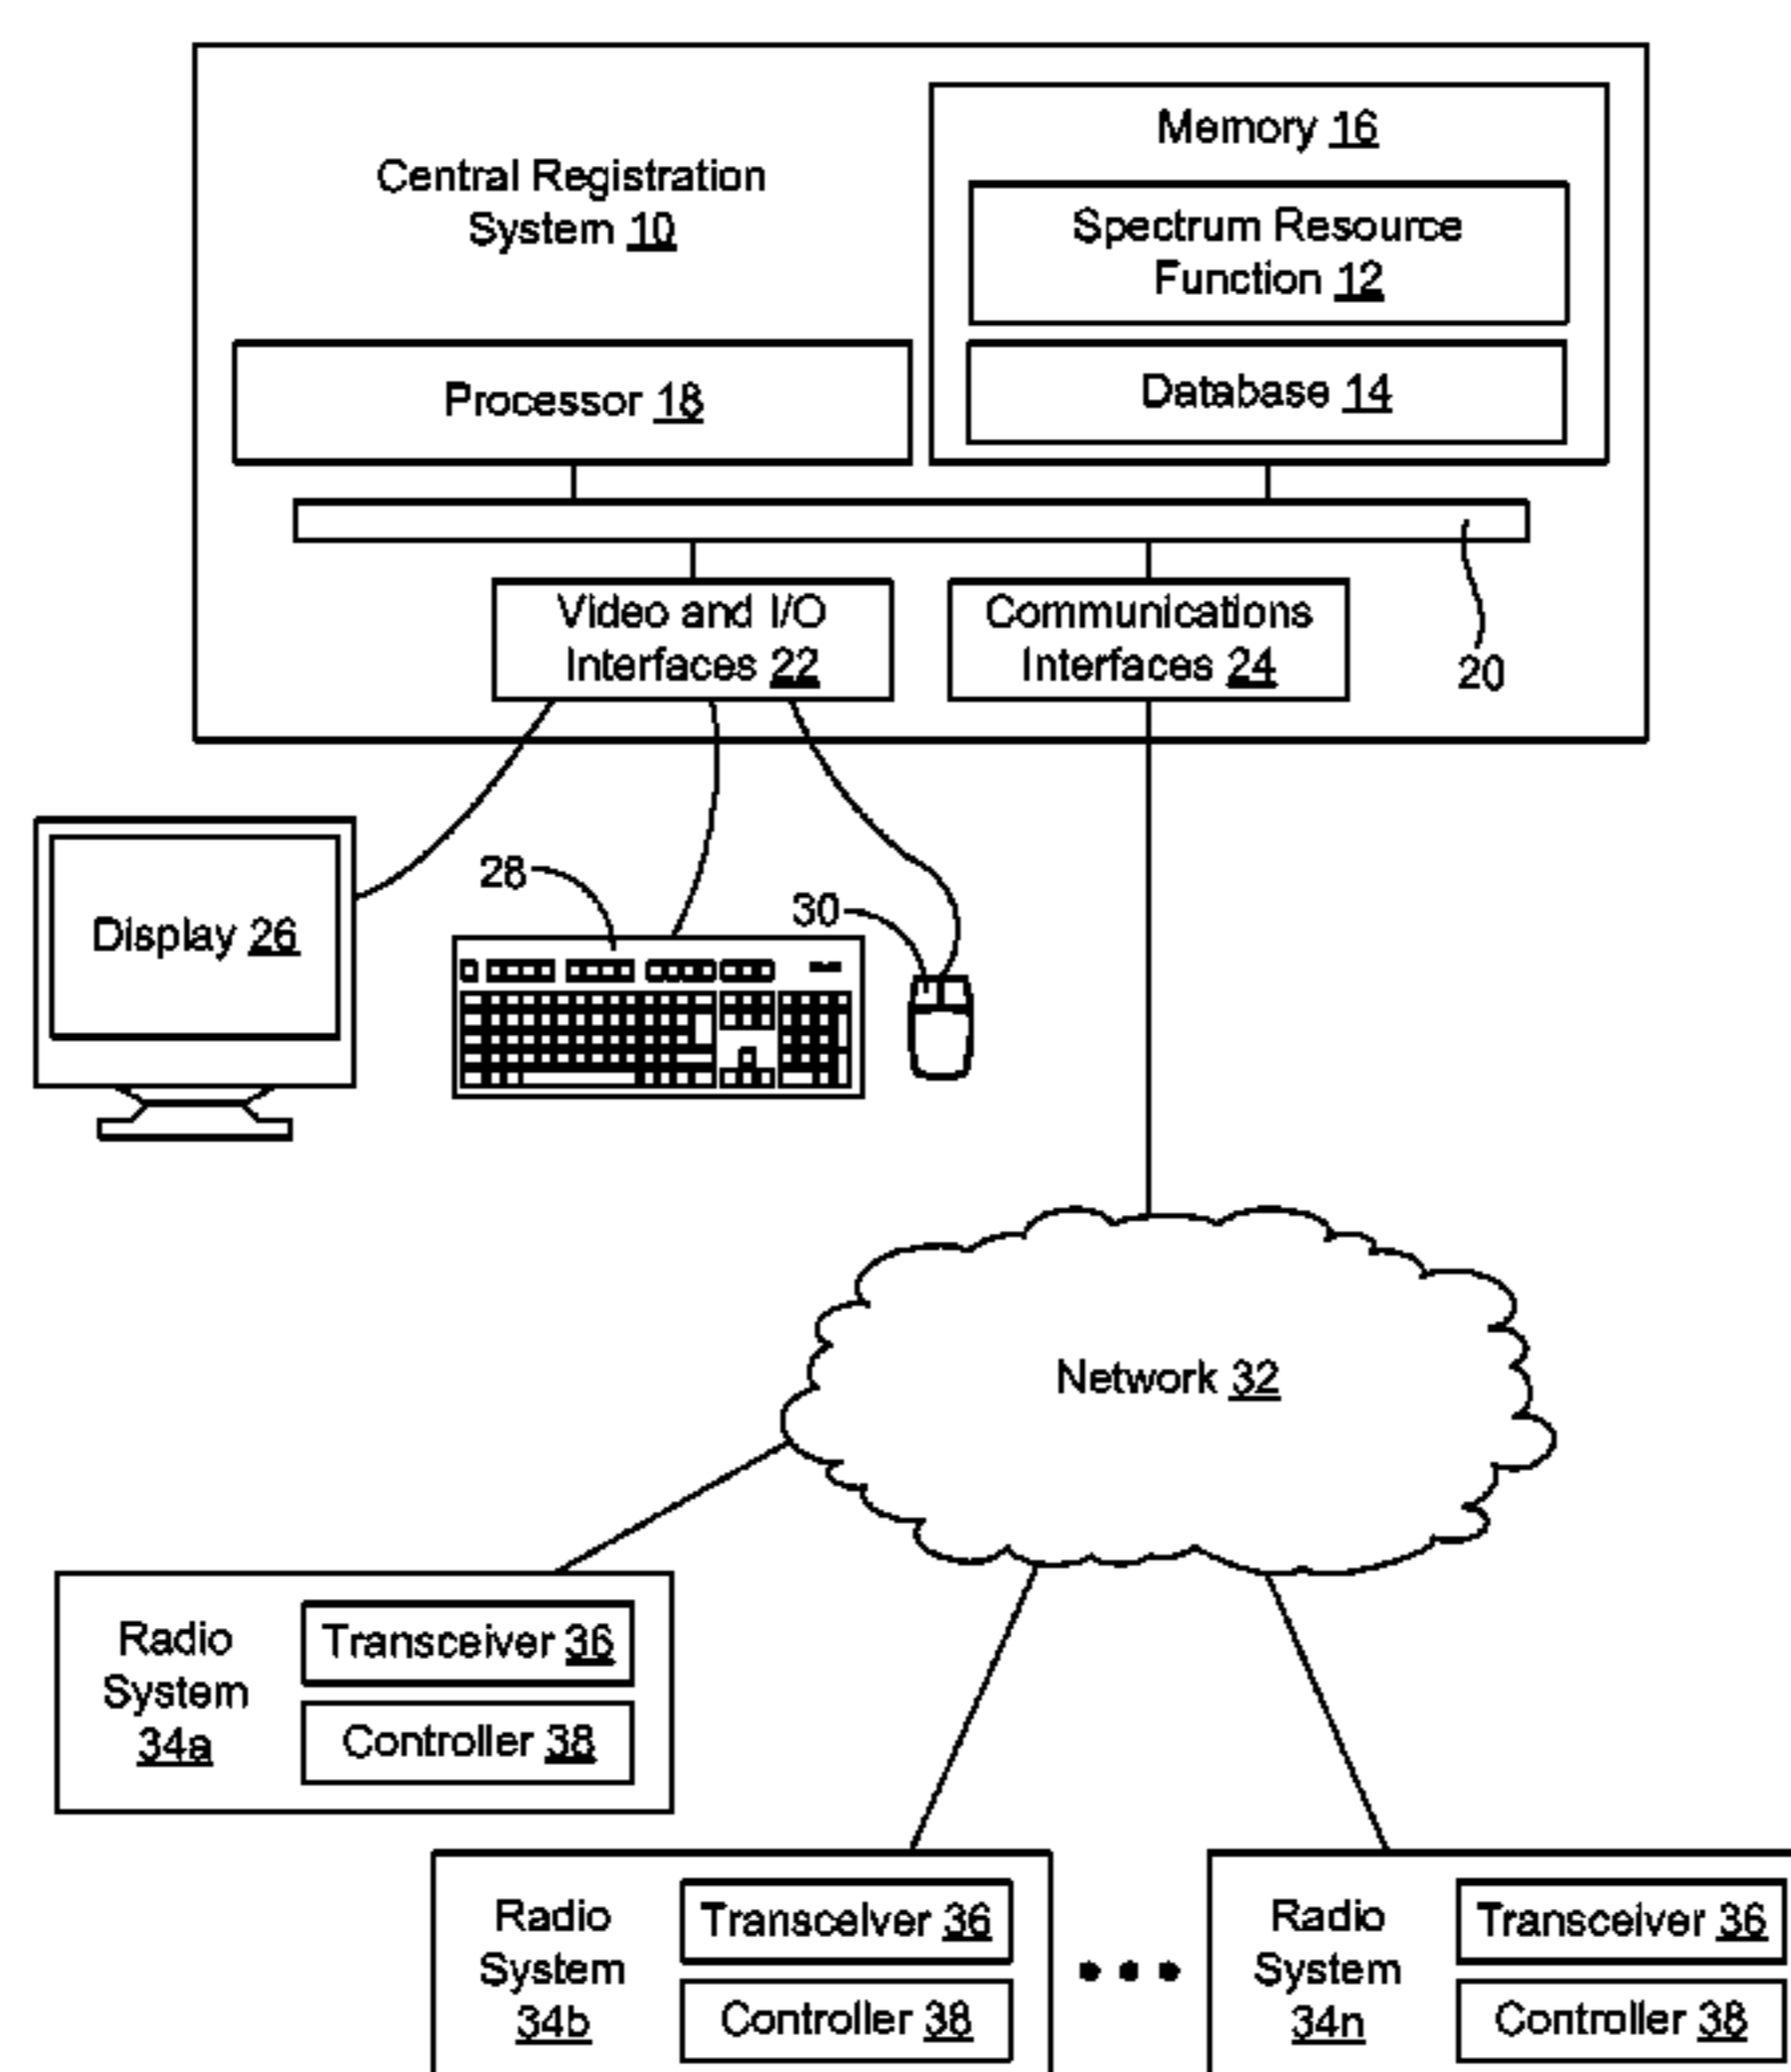 Central Registration
System 10
Memory 16
Spectrum Resource
Function 12
Database 14
Processor 18
Video and I/O
Interfaces 22
Communications
Interfaces 24
20
Display 26
28
30
Network 32
Radio
System
34a
Transceiver 36
Controller 38
Radio
System
34b
Transceiver 36
Controller 38
Radio
System
34n
Transceiver 36
Controller 38